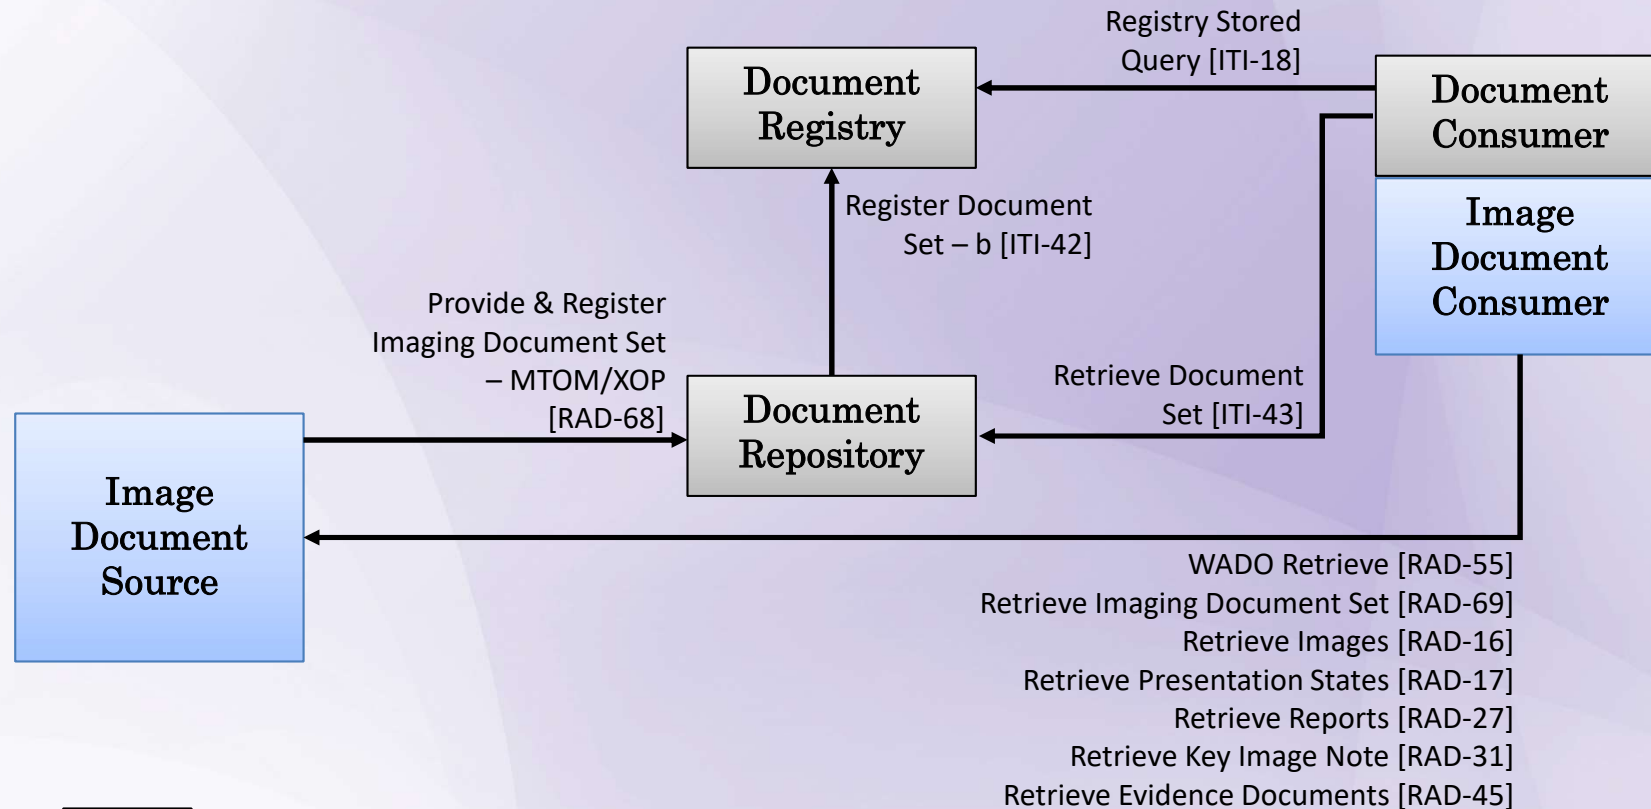 Registry Stored
Query [ITI-18]
Document
Registry
Document
Consumer
Image
Document
Consumer
Register Document
Set – b [ITI-42]
Provide & Register
Imaging Document Set
– MTOM/XOP
[RAD-68]
Retrieve Document
Set [ITI-43]
Document
Repository
Image
Document
Source
WADO Retrieve [RAD-55]
Retrieve Imaging Document Set [RAD-69]
Retrieve Images [RAD-16]
Retrieve Presentation States [RAD-17]
Retrieve Reports [RAD-27]
Retrieve Key Image Note [RAD-31]
Retrieve Evidence Documents [RAD-45]